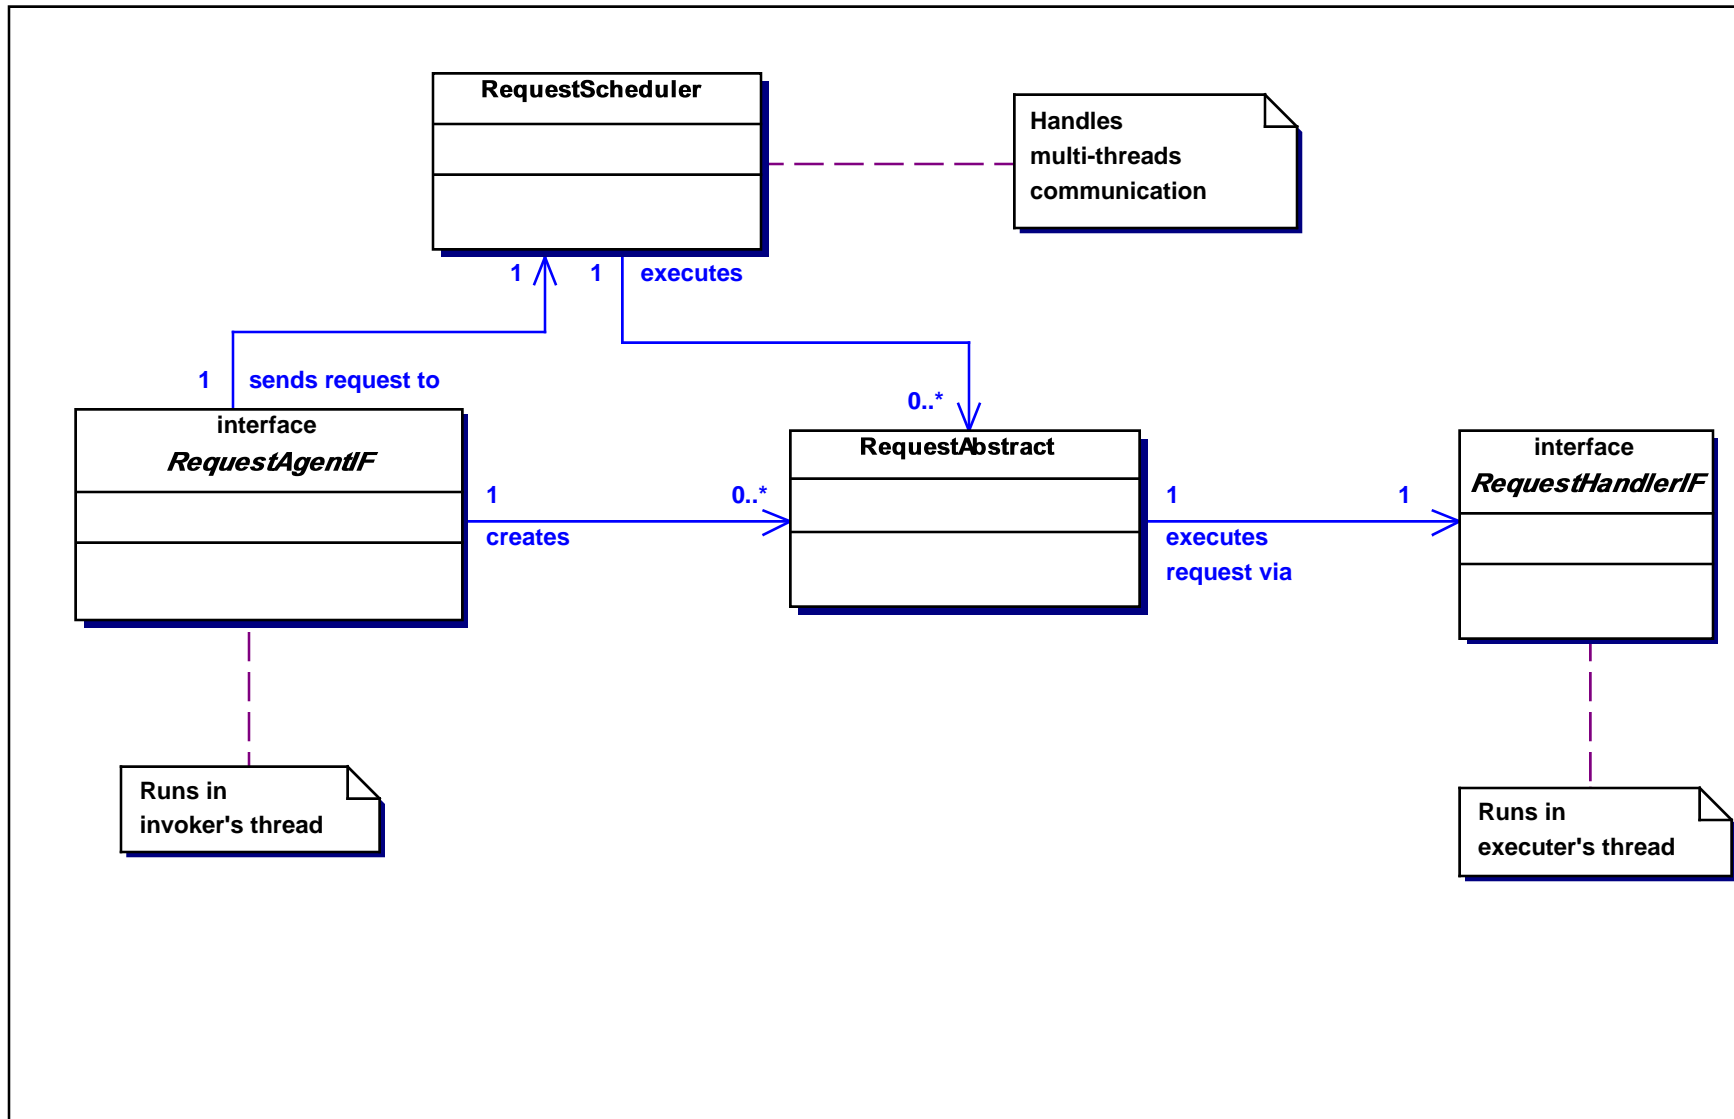 RequestScheduler
Handles
multi-threads
communication
1
1
executes
1
sends request to
0..*
interface
RequestAgentIF
RequestAbstract
interface
RequestHandlerIF
1
0..*
creates
1
1
executes
request via
Runs in
invoker's thread
Runs in
executer's thread